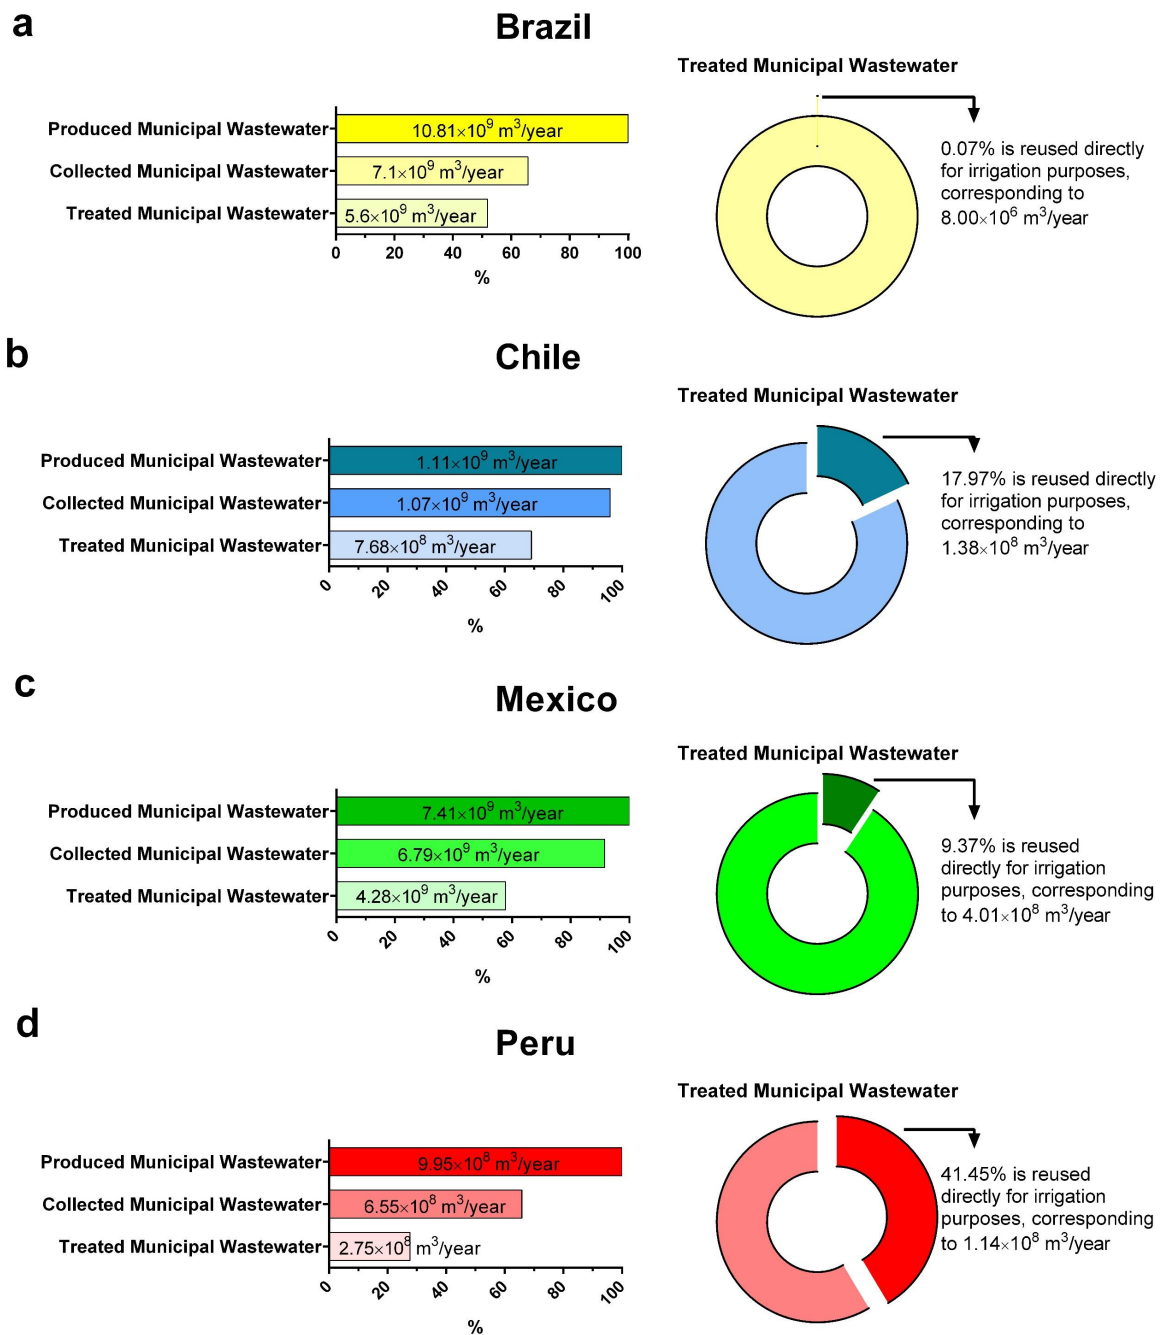 a
Brazil
Treated Municipal Wastewater
Produced Municipal Wastewater
10.81×10⁹ m³/year
Collected Municipal Wastewater
7.1×10⁹ m³/year
Treated Municipal Wastewater
5.6×10⁹ m³/year
0 20 40 60 80 100
%
0.07% is reused directly
for irrigation purposes,
corresponding to
8.00×10⁶ m³/year
b
Chile
Treated Municipal Wastewater
Produced Municipal Wastewater
1.11×10⁹ m³/year
Collected Municipal Wastewater
1.07×10⁹ m³/year
Treated Municipal Wastewater
7.68×10⁸ m³/year
0 20 40 60 80 100
%
17.97% is reused directly
for irrigation purposes,
corresponding to
1.38×10⁸ m³/year
c
Mexico
Treated Municipal Wastewater
Produced Municipal Wastewater
7.41×10⁹ m³/year
Collected Municipal Wastewater
6.79×10⁹ m³/year
Treated Municipal Wastewater
4.28×10⁹ m³/year
0 20 40 60 80 100
%
9.37% is reused
directly for irrigation
purposes, corresponding
to 4.01×10⁸ m³/year
d
Peru
Treated Municipal Wastewater
Produced Municipal Wastewater
9.95×10⁸ m³/year
Collected Municipal Wastewater
6.55×10⁸ m³/year
Treated Municipal Wastewater
2.75×10⁸ m³/year
0 20 40 60 80 100
%
41.45% is reused
directly for irrigation
purposes, corresponding
to 1.14×10⁸ m³/year